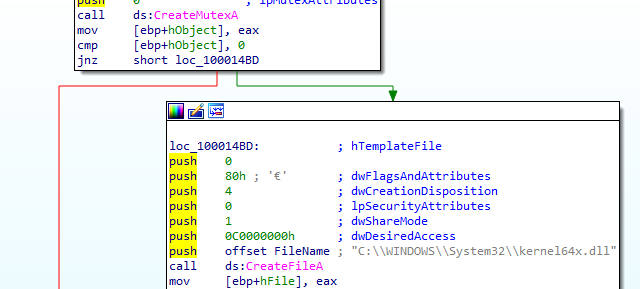 push    0               ; lpMutexAttributes
call    ds:CreateMutexA
mov     [ebp+hObject], eax
cmp     [ebp+hObject], 0
jnz     short loc_100014BD
loc_100014BD:           ; hTemplateFile
push    0
push    80h ; '€'       ; dwFlagsAndAttributes
push    4               ; dwCreationDisposition
push    0               ; lpSecurityAttributes
push    1               ; dwShareMode
push    0C0000000h      ; dwDesiredAccess
push    offset FileName ; "C:\\WINDOWS\\System32\\kernel64x.dll"
call    ds:CreateFileA
mov     [ebp+hFile], eax